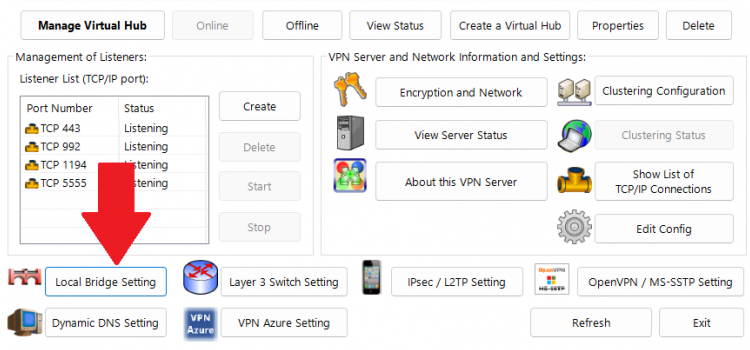 Manage Virtual Hub Online Offline View Status Create a Virtual Hub Properties Delete
Management of Listeners:
Listener List (TCP/IP port):
Port Number Status
TCP 443 Listening
TCP 992 Listening
TCP 1194 Listening
TCP 5555 Listening
Create
Delete
Start
Stop
VPN Server and Network Information and Settings:
Encryption and Network
Clustering Configuration
View Server Status
Clustering Status
About this VPN Server
Show List of
TCP/IP Connections
Edit Config
Local Bridge Setting
Layer 3 Switch Setting
IPsec / L2TP Setting
OpenVPN
MS-SSTP
OpenVPN / MS-SSTP Setting
Dynamic DNS Setting
VPN
Azure
VPN Azure Setting
Refresh
Exit